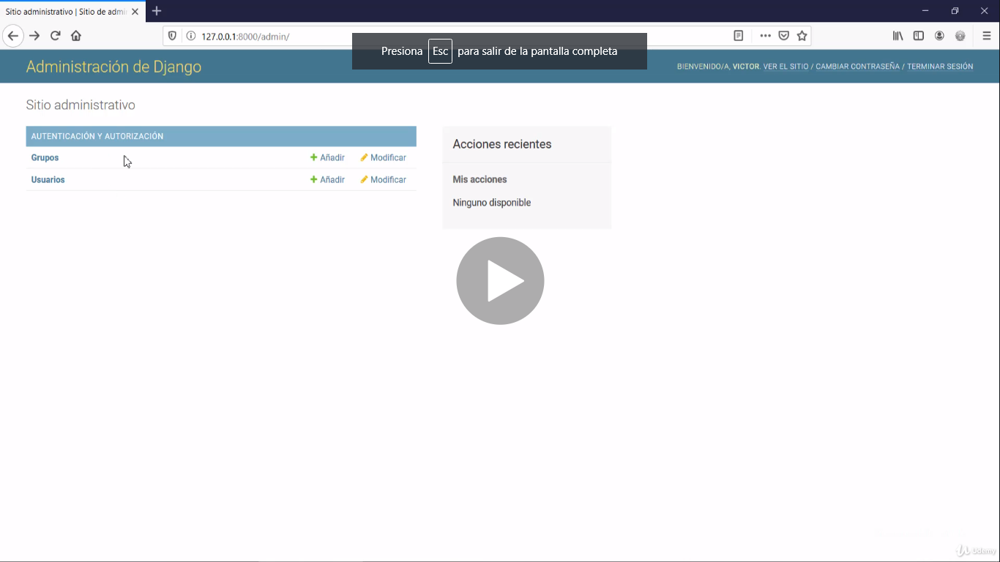 Sitio administrativo | Sitio de admin
127.0.0.1:8000/admin/
Presiona Esc para salir de la pantalla completa
Administración de Django
BIENVENIDO/A, VICTOR. VER EL SITIO / CAMBIAR CONTRASEÑA / TERMINAR SESIÓN
Sitio administrativo
AUTENTICACIÓN Y AUTORIZACIÓN
Grupos Añadir Modificar
Usuarios Añadir Modificar
Acciones recientes
Mis acciones
Ninguno disponible
Udemy